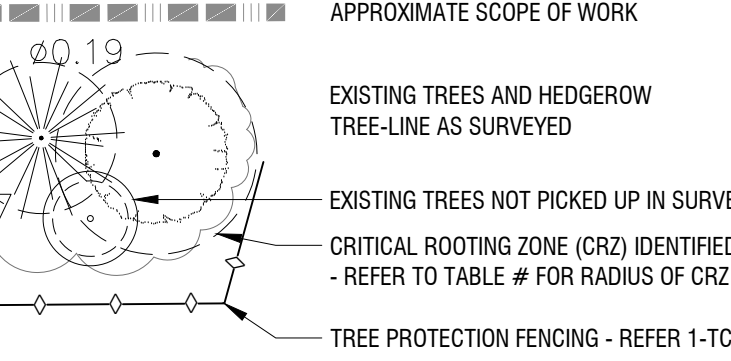 APPROXIMATE SCOPE OF WORK
ø0.19
EXISTING TREES AND HEDGEROW
TREE-LINE AS SURVEYED
EXISTING TREES NOT PICKED UP IN SURVE
CRITICAL ROOTING ZONE (CRZ) IDENTIFIED
- REFER TO TABLE # FOR RADIUS OF CRZ
TREE PROTECTION FENCING - REFER 1-TC